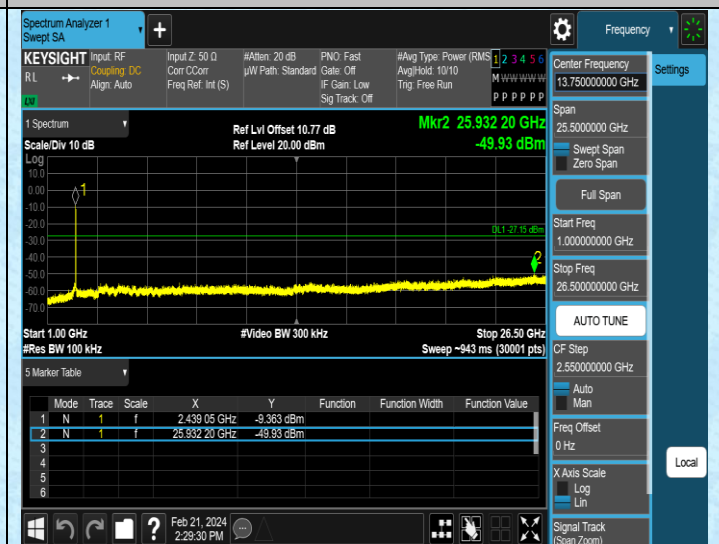 Spectrum Analyzer 1
Swept SA
Frequency
KEYSIGHT
R L
LNI
Input: RF
Coupling: DC
Align: Auto
Input Z: 50 Ω
Corr CCorr
Freq Ref: Int (S)
#Atten: 20 dB
µW Path: Standard
PNO: Fast
Gate: Off
IF Gain: Low
Sig Track: Off
#Avg Type: Power (RMS
Avg|Hold: 10/10
Trig: Free Run
1 2 3 4 5 6
M W W W W W
P P P P P P
1 Spectrum
Scale/Div 10 dB
Ref Lvl Offset 10.77 dB
Ref Level 20.00 dBm
Mkr2 25.932 20 GHz
-49.93 dBm
Log
10.0
0.00
-10.0
-20.0
-30.0
-40.0
-50.0
-60.0
-70.0
1
2
DL1 -27.15 dBm
Start 1.00 GHz
#Res BW 100 kHz
#Video BW 300 kHz
Stop 26.50 GHz
Sweep ~943 ms (30001 pts)
5 Marker Table
Mode Trace Scale X Y Function Function Width Function Value
1 N 1 f 2.439 05 GHz -9.363 dBm
2 N 1 f 25.932 20 GHz -49.93 dBm
3
4
5
6
Feb 21, 2024
2:29:30 PM
Center Frequency
13.750000000 GHz
Span
25.5000000 GHz
Swept Span
Zero Span
Full Span
Start Freq
1.000000000 GHz
Stop Freq
26.500000000 GHz
AUTO TUNE
CF Step
2.550000000 GHz
Auto
Man
Freq Offset
0 Hz
X Axis Scale
Log
Lin
Signal Track
(Span Zoom)
Settings
Local